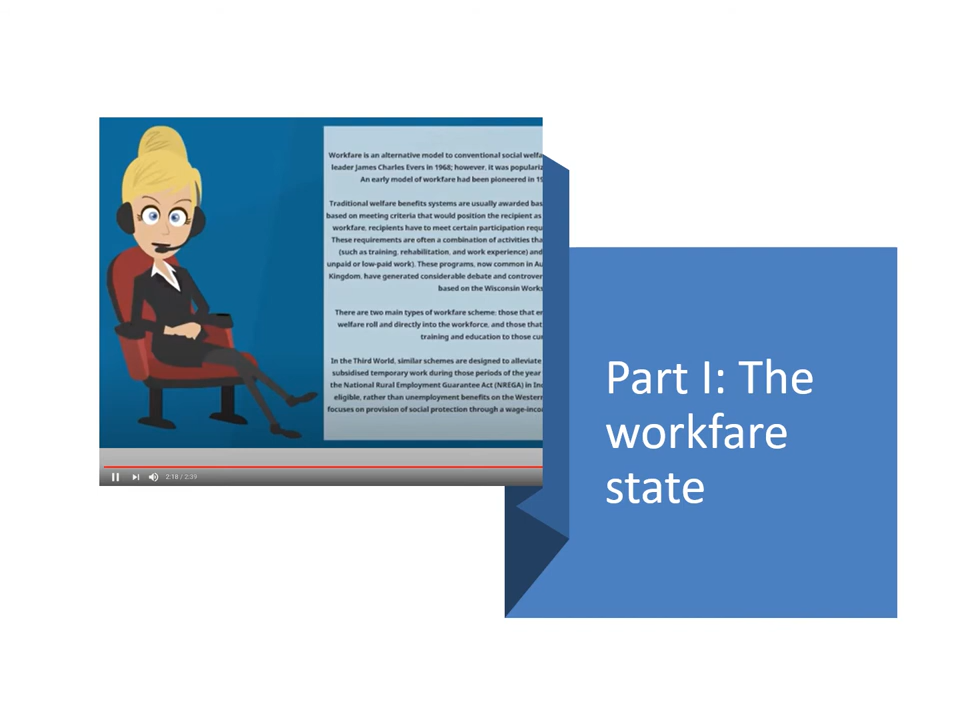 Workfare is an alternative model to conventional social welfa
leader James Charles Evers in 1968; however, it was populariz
An early model of workfare had been pioneered in 19
Traditional welfare benefits systems are usually awarded bas
based on meeting criteria that would position the recipient as
workfare, recipients have to meet certain participation requ
These requirements are often a combination of activities tha
(such as training, rehabilitation, and work experience) and
unpaid or low-paid work). These programs, now common in Au
Kingdom, have generated considerable debate and controver
based on the Wisconsin Works
There are two main types of workfare scheme: those that en
welfare roll and directly into the workforce, and those that
training and education to those cur
In the Third World, similar schemes are designed to alleviate
subsidised temporary work during those periods of the year
the National Rural Employment Guarantee Act (NREGA) in Ind
eligible, rather than unemployment benefits on the Western
focuses on provision of social protection through a wage-incom
2:18 / 2:39
Part I: The
workfare
state